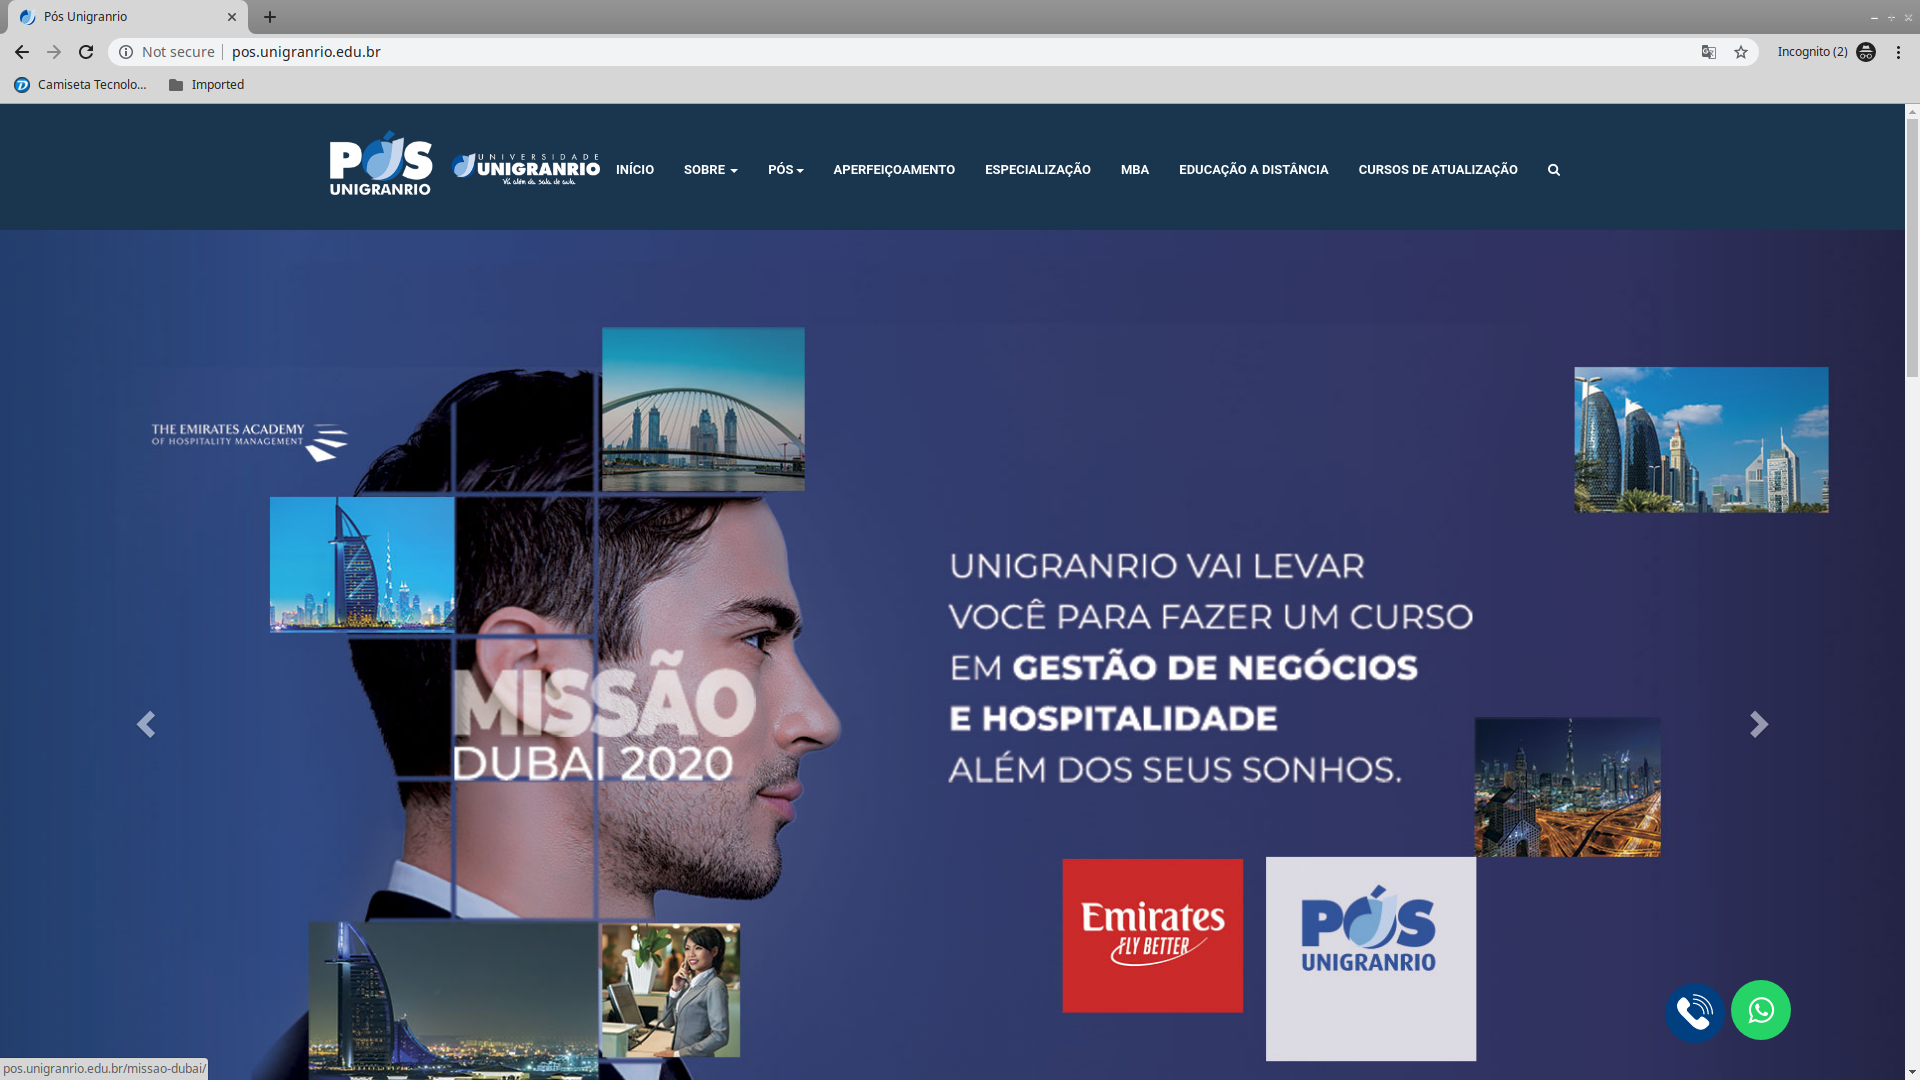 Pós Unigranrio
Not secure
pos.unigranrio.edu.br
Incognito (2)
Camiseta Tecnolo...
Imported
PÓS
UNIGRANRIO
UNIVERSIDADE
UNIGRANRIO
Vá além da sala de aula
INÍCIO
SOBRE
PÓS
APERFEIÇOAMENTO
ESPECIALIZAÇÃO
MBA
EDUCAÇÃO A DISTÂNCIA
CURSOS DE ATUALIZAÇÃO
THE EMIRATES ACADEMY
OF HOSPITALITY MANAGEMENT
MISSÃO
DUBAI 2020
UNIGRANRIO VAI LEVAR
VOCÊ PARA FAZER UM CURSO
EM GESTÃO DE NEGÓCIOS
E HOSPITALIDADE
ALÉM DOS SEUS SONHOS.
Emirates
FLY BETTER
PÓS
UNIGRANRIO
pos.unigranrio.edu.br/missao-dubai/